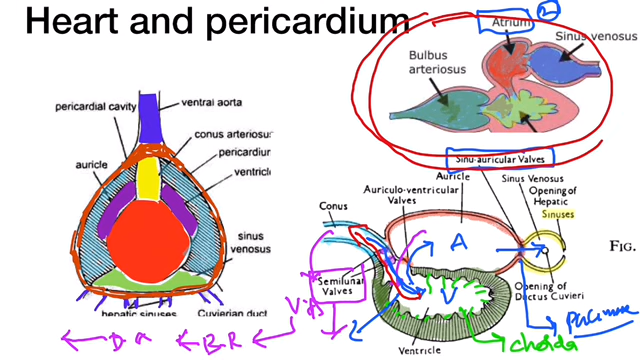 Heart and pericardium
Atrium
Sinus venosus
Bulbus
arteriosus
pericardial cavity
ventral aorta
conus arteriosus
pericardium
ventricle
auricle
sinus
venosus
hepatic sinuses
Cuvierian duct
Sinu-auricular Valves
Auricle
Sinus Venosus
Auriculo-ventricular
Valves
Opening of
Hepatic
Sinuses
Conus
A
FIG.
Semilunar
Valves
V
Opening of
Ductus Cuvieri
Ventricle